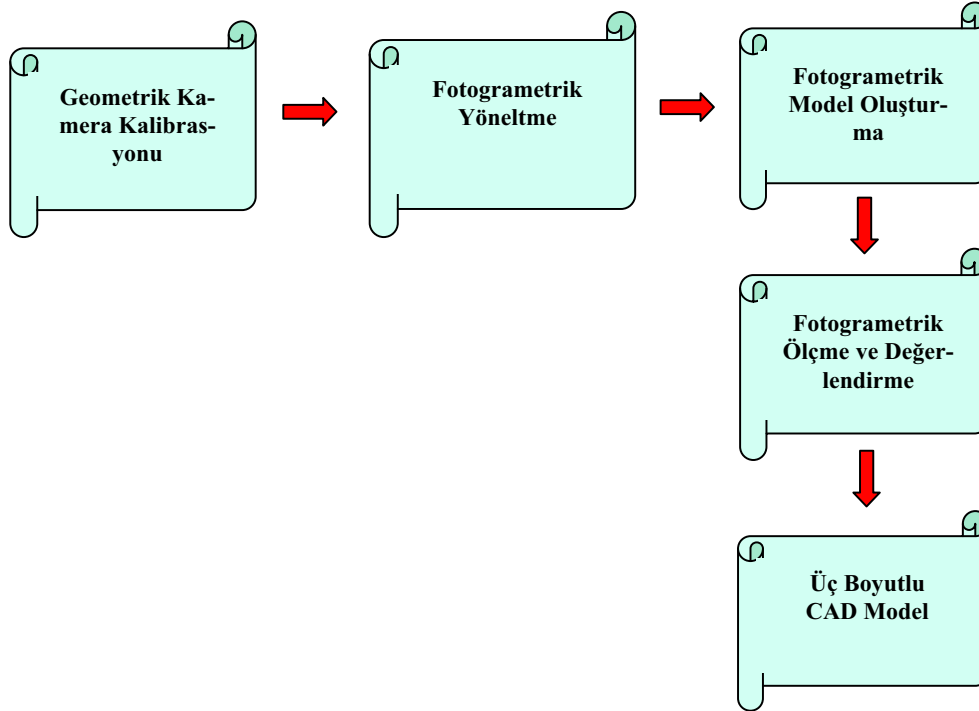 Geometrik Ka-
mera Kalibras-
yonu
Fotogrametrik
Yöneltme
Fotogrametrik
Model Oluştur-
ma
Fotogrametrik
Ölçme ve Değer-
lendirme
Üç Boyutlu
CAD Model